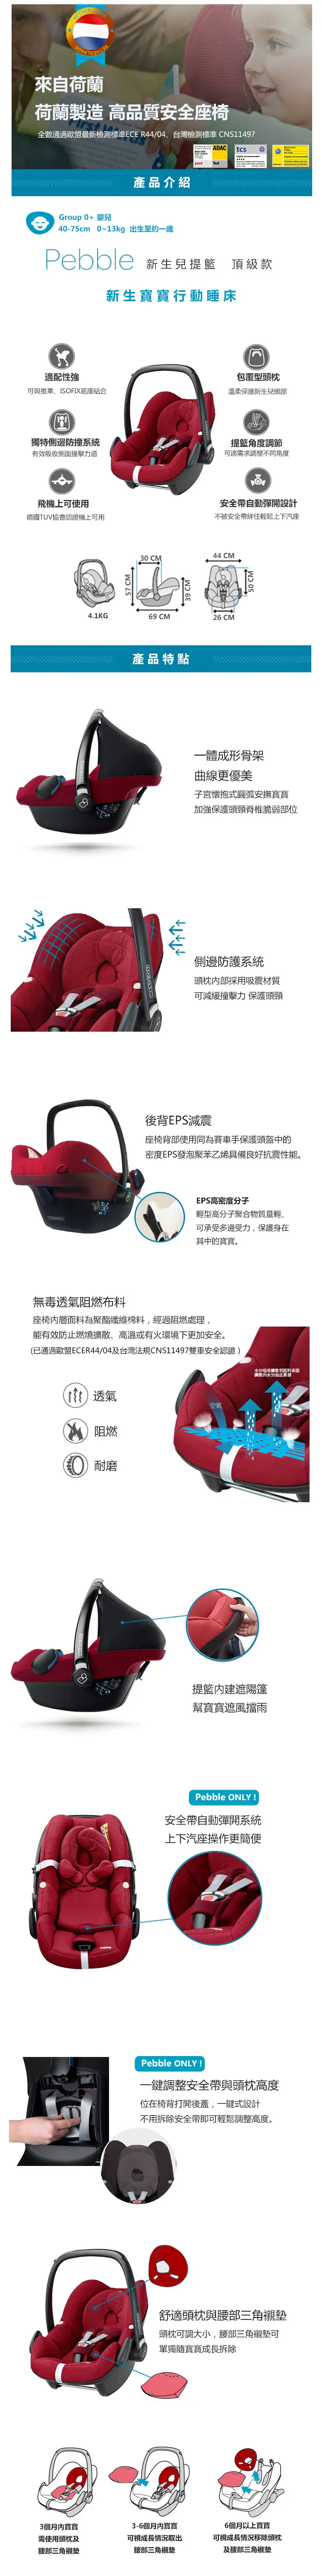 來自荷蘭
荷蘭製造 高品質安全座椅
全數通過歐盟最新檢測標準ECE R44/04、台灣檢測標準 CNS11497
ADAC
tcs
產品介紹
Group 0+ 嬰兒
40-75cm 0~13kg 出生至約一歲
Pebble 新生兒提籃 頂級款
新生寶寶行動睡床
適配性強
可與推車、ISOFIX底座結合
包覆型頭枕
溫柔保護新生兒頭部
獨特側邊防撞系統
有效吸收側面撞擊力道
提籃角度調節
可適需求調整不同角度
飛機上可使用
德國TUV協會認證機上可用
安全帶自動彈開設計
不被安全帶絆住輕鬆上下汽座
30 CM
44 CM
57 CM
39 CM
50 CM
4.1KG
69 CM
26 CM
產品特點
一體成形骨架
曲線更優美
子宮懷抱式圓弧安撫寶寶
加強保護頭頸脊椎脆弱部位
側邊防護系統
頭枕內部採用吸震材質
可減緩撞擊力 保護頭頸
後背EPS減震
座椅背部使用同為賽車手保護頭盔中的
密度EPS發泡聚苯乙烯具備良好抗震性能。
EPS高密度分子
輕型高分子聚合物質量輕、
可承受多邊受力，保護身在
其中的寶寶。
無毒透氣阻燃布料
座椅內層面料為聚酯纖維棉料，經過阻燃處理，
能有效防止燃燒擴散、高溫或有火環境下更加安全。
(已通過歐盟ECER44/04及台湾法規CNS11497雙重安全認證 )
透氣
阻燃
耐磨
空氣
提籃內建遮陽篷
幫寶寶遮風擋雨
Pebble ONLY !
安全帶自動彈開系統
上下汽座操作更簡便
Pebble ONLY !
一鍵調整安全帶與頭枕高度
位在椅背打開後蓋，一鍵式設計
不用拆除安全帶即可輕鬆調整高度。
舒適頭枕與腰部三角襯墊
頭枕可調大小，腰部三角襯墊可
單獨隨寶寶成長拆除
3個月內寶寶
需使用頭枕及
腰部三角襯墊
3-6個月內寶寶
可視成長情況取出
腰部三角襯墊
6個月以上寶寶
可視成長情況移除頭枕
及腰部三角襯墊